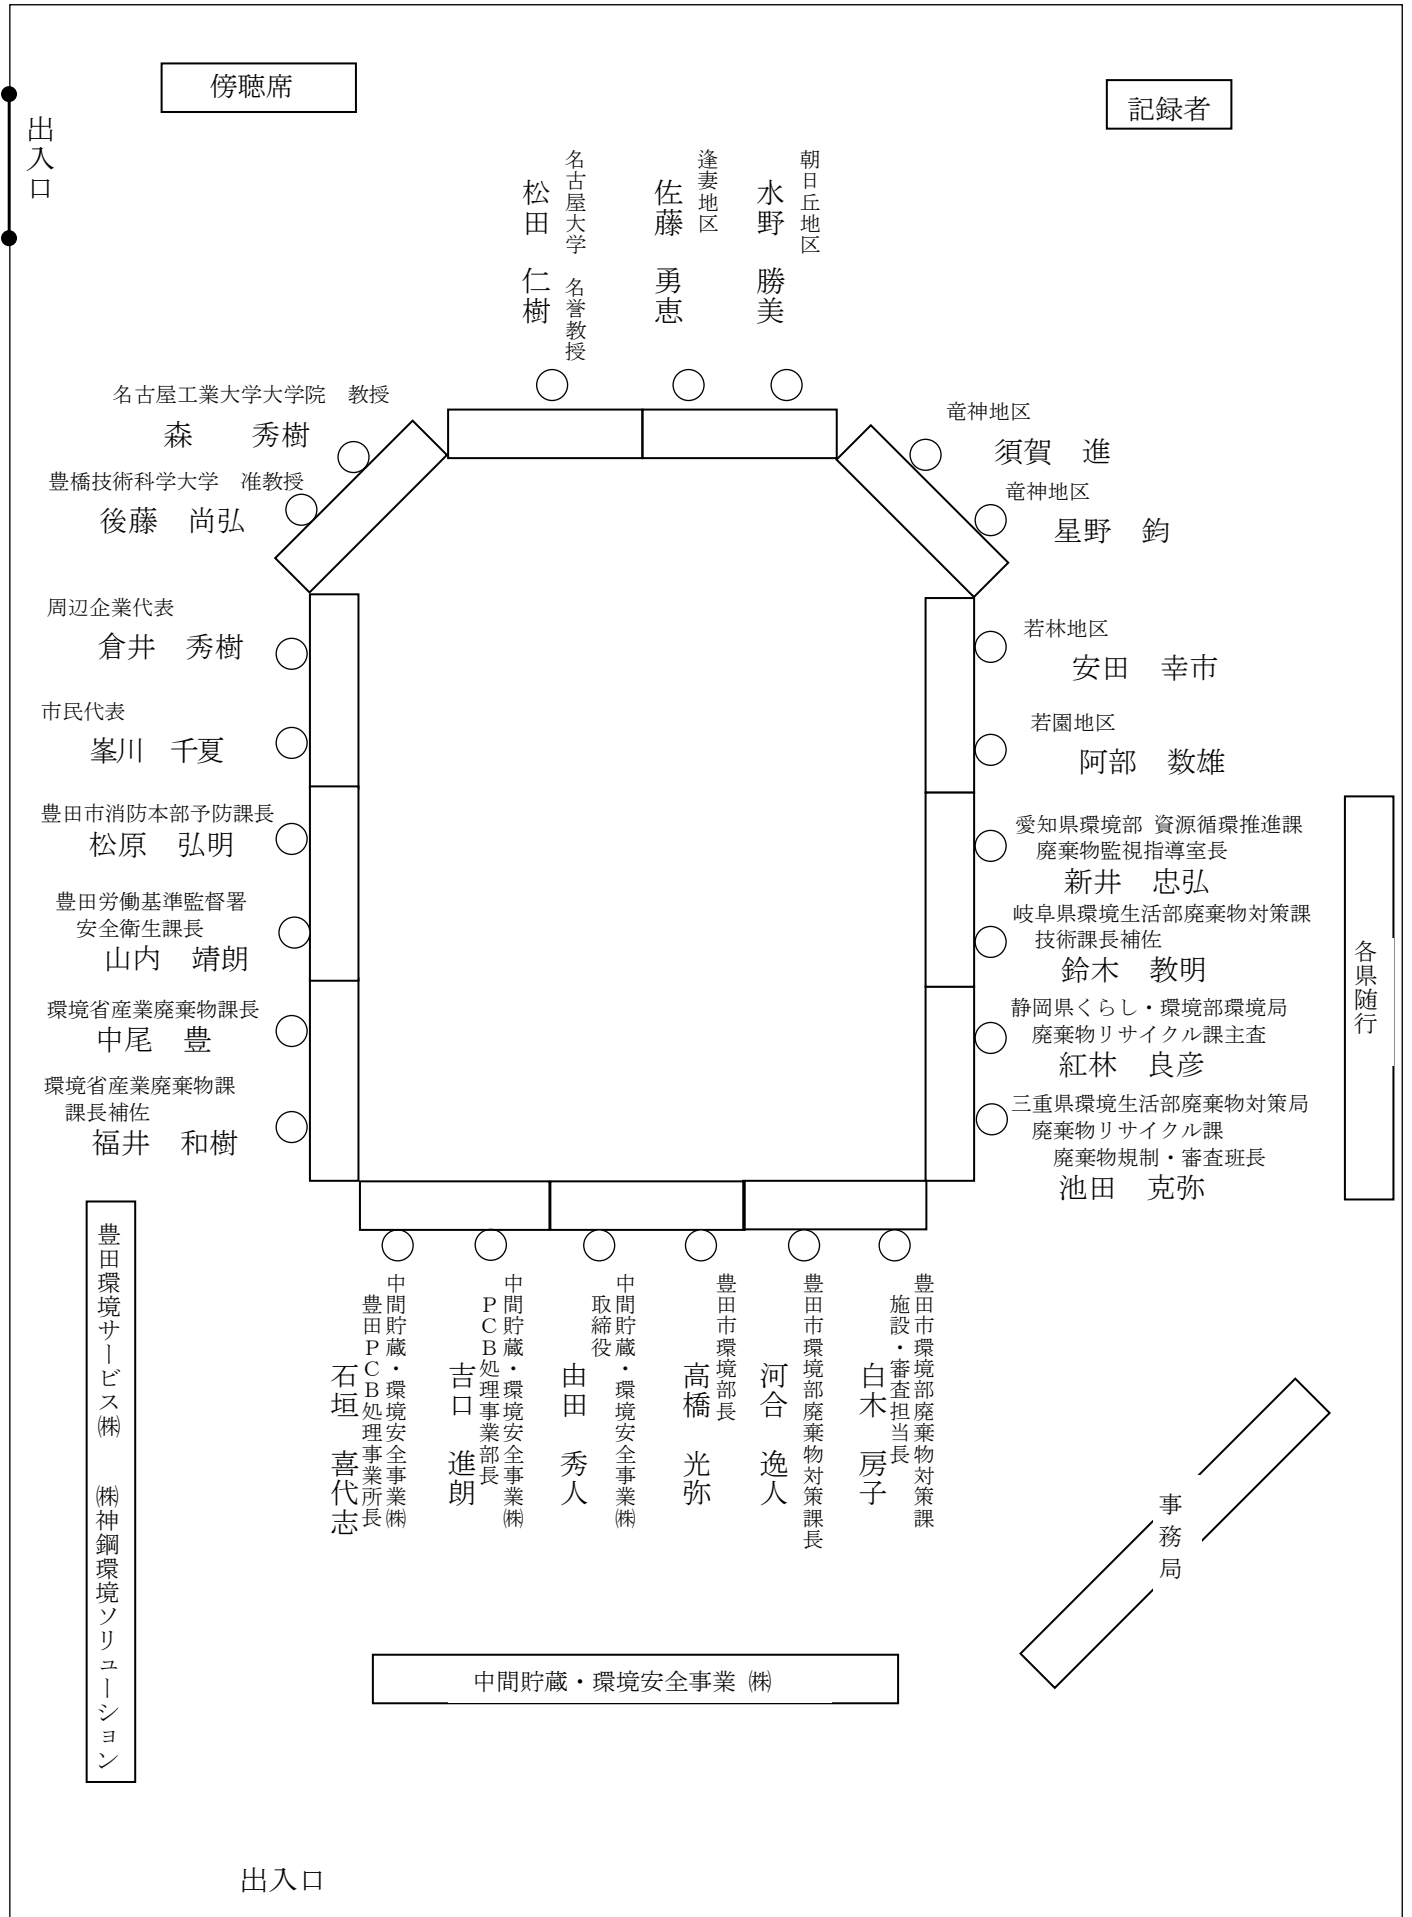 傍聴席
記録者
出入口
名古屋大学　名誉教授
松田　仁樹
逢妻地区
佐藤　勇恵
朝日丘地区
水野　勝美
名古屋工業大学大学院　教授
森　　秀樹
豊橋技術科学大学　准教授
後藤　尚弘
周辺企業代表
倉井　秀樹
市民代表
峯川　千夏
豊田市消防本部予防課長
松原　弘明
豊田労働基準監督署
安全衛生課長
山内　靖朗
環境省産業廃棄物課長
中尾　豊
環境省産業廃棄物課
課長補佐
福井　和樹
竜神地区
須賀　進
竜神地区
星野　鈞
若林地区
安田　幸市
若園地区
阿部　数雄
愛知県環境部 資源循環推進課
廃棄物監視指導室長
新井　忠弘
岐阜県環境生活部廃棄物対策課
技術課長補佐
鈴木　教明
静岡県くらし・環境部環境局
廃棄物リサイクル課主査
紅林　良彦
三重県環境生活部廃棄物対策局
廃棄物リサイクル課
廃棄物規制・審査班長
池田　克弥
各県随行
中間貯蔵・環境安全事業㈱
豊田ＰＣＢ処理事業所長
石垣　喜代志
中間貯蔵・環境安全事業㈱
ＰＣＢ処理事業部長
吉口　進朗
中間貯蔵・環境安全事業㈱
取締役
由田　秀人
豊田市環境部長
高橋　光弥
豊田市環境部廃棄物対策課長
河合　逸人
豊田市環境部廃棄物対策課
施設・審査担当長
白木　房子
豊田環境サービス㈱　㈱神鋼環境ソリューション
事務局
中間貯蔵・環境安全事業 ㈱
出入口